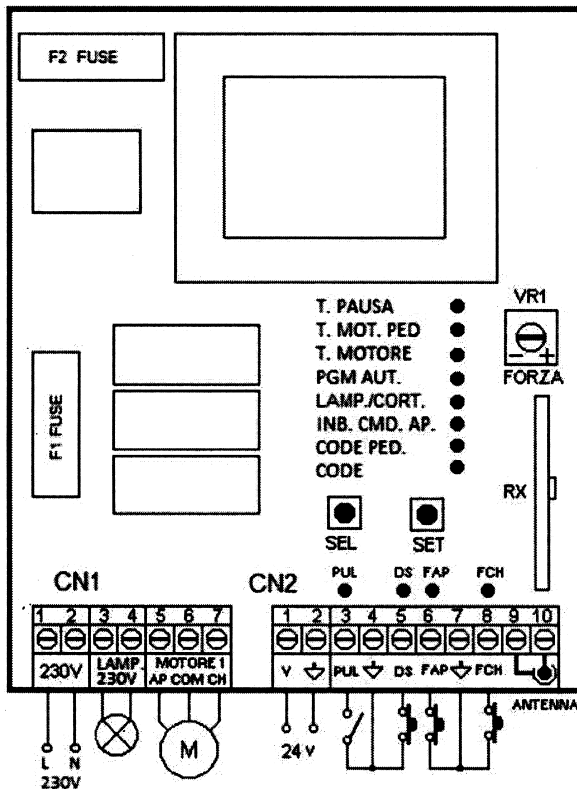 F2 FUSE
T. PAUSA
T. MOT. PED
T. MOTORE
PGM AUT.
LAMP./CORT.
INB. CMD. AP.
CODE PED.
CODE
VR1
- +
FORZA
F1 FUSE
RX
SEL
SET
CN1
CN2
PUL
DS
FAP
FCH
1 2 3 4 5 6 7
1 2 3 4 5 6 7 8 9 10
230V
LAMP.
230V
MOTORE 1
AP COM CH
V
PUL
DS
FAP
FCH
ANTENNA
L N
230V
M
24 V